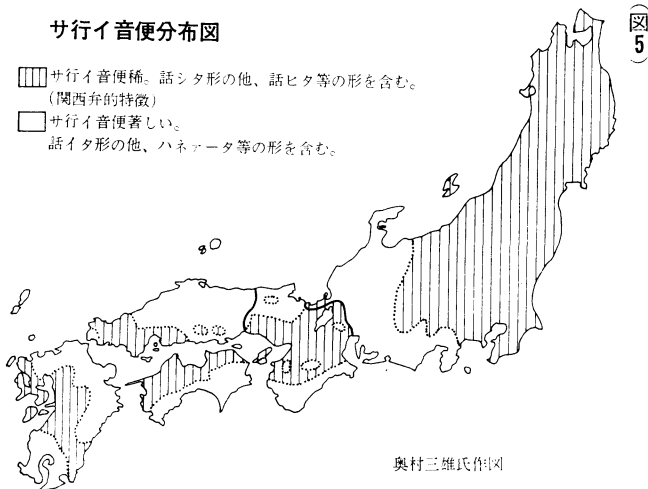 サ行イ音便分布図
サ行イ音便稀。話シタ形の他、話ヒタ等の形を含む。
(関西弁的特徴)
サ行イ音便著しい。
話イタ形の他、ハネァータ等の形を含む。
(図5)
奥村三雄氏作図